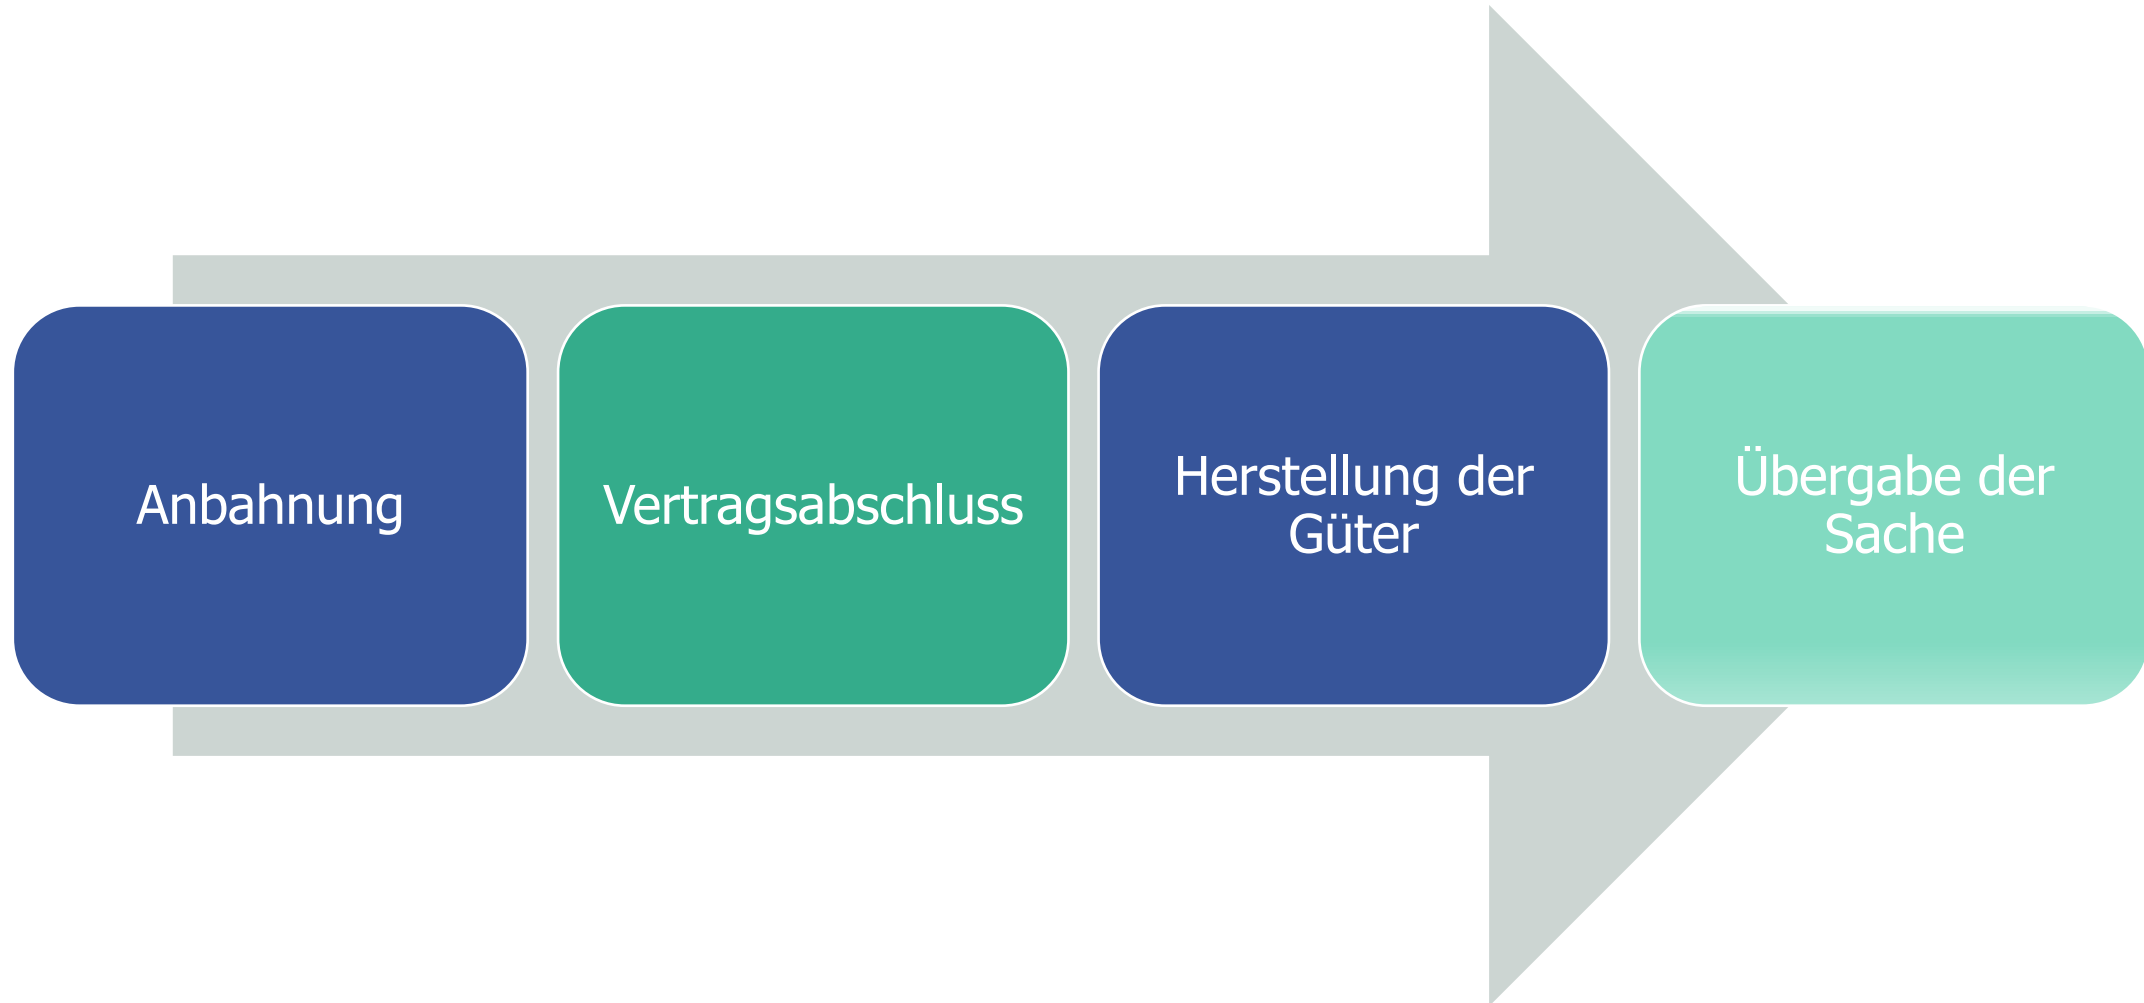 Anbahnung
Vertragsabschluss
Herstellung der
Güter
Übergabe der
Sache